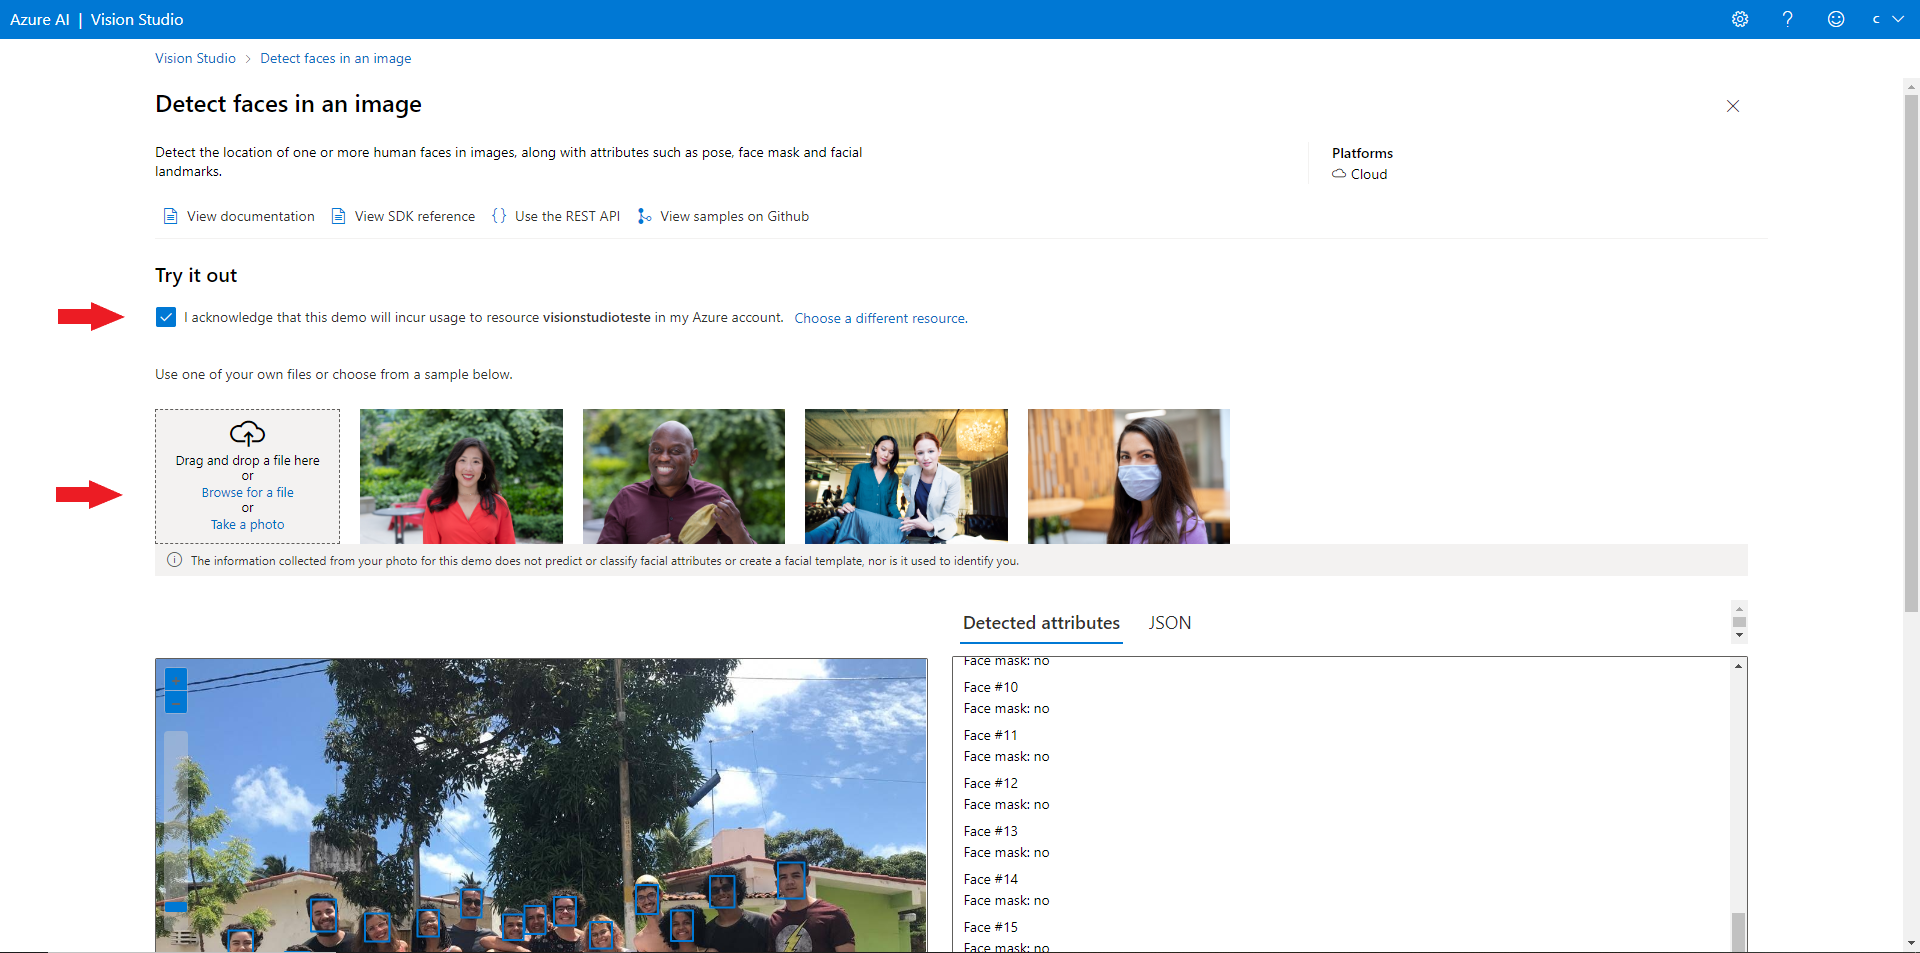 Azure AI | Vision Studio
c
Vision Studio > Detect faces in an image
Detect faces in an image
Detect the location of one or more human faces in images, along with attributes such as pose, face mask and facial
landmarks.
Platforms
Cloud
View documentation
View SDK reference
Use the REST API
View samples on Github
Try it out
I acknowledge that this demo will incur usage to resource visionstudioteste in my Azure account. Choose a different resource.
Use one of your own files or choose from a sample below.
Drag and drop a file here
or
Browse for a file
or
Take a photo
The information collected from your photo for this demo does not predict or classify facial attributes or create a facial template, nor is it used to identify you.
Detected attributes
JSON
Face mask: no
Face #10
Face mask: no
Face #11
Face mask: no
Face #12
Face mask: no
Face #13
Face mask: no
Face #14
Face mask: no
Face #15
Face mask: no